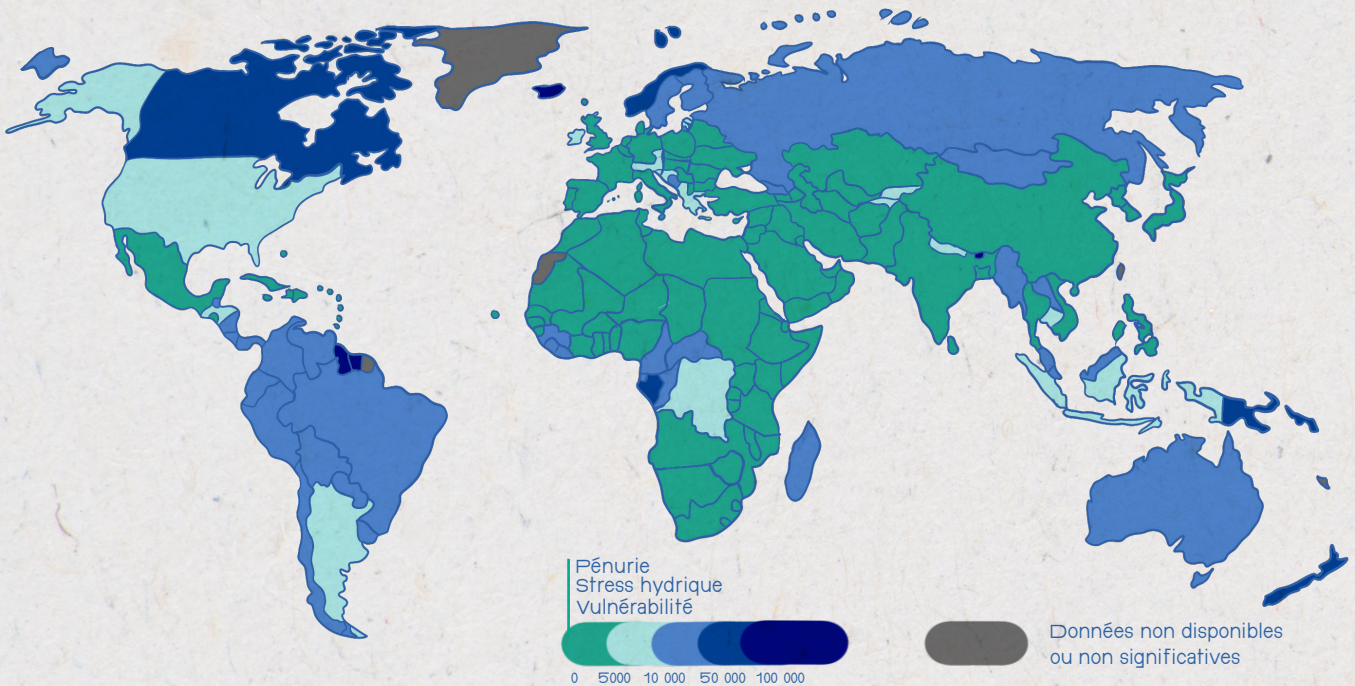 Pénurie
Stress hydrique
Vulnérabilité
0 5000 10 000 50 000 100 000
Données non disponibles
ou non significatives